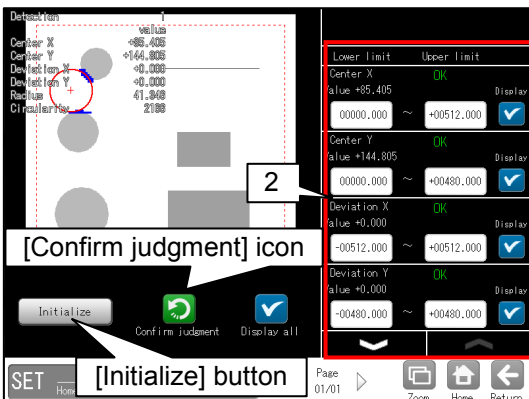 Detection 1
value
Center X +85.405
Center Y +144.805
Deviation X +0.000
Deviation Y +0.000
Radius 41.349
Circularity 2188
Lower limit Upper limit
Center X OK
Value +85.405 Display
00000.000 ~ +00512.000
Center Y OK
Value +144.805 Display
00000.000 ~ +00480.000
Deviation X OK
Value +0.000 Display
-00512.000 ~ +00512.000
Deviation Y OK
Value +0.000 Display
-00480.000 ~ +00480.000
2
[Confirm judgment] icon
Initialize
Confirm judgment
Display all
[Initialize] button
SET
Home
Page
01/01
Zoom Home Return